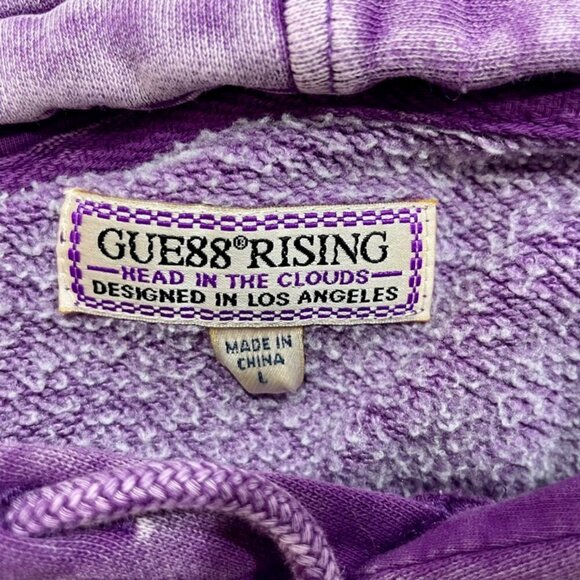 GUE88® RISING
HEAD IN THE CLOUDS
DESIGNED IN LOS ANGELES
MADE IN
CHINA
L